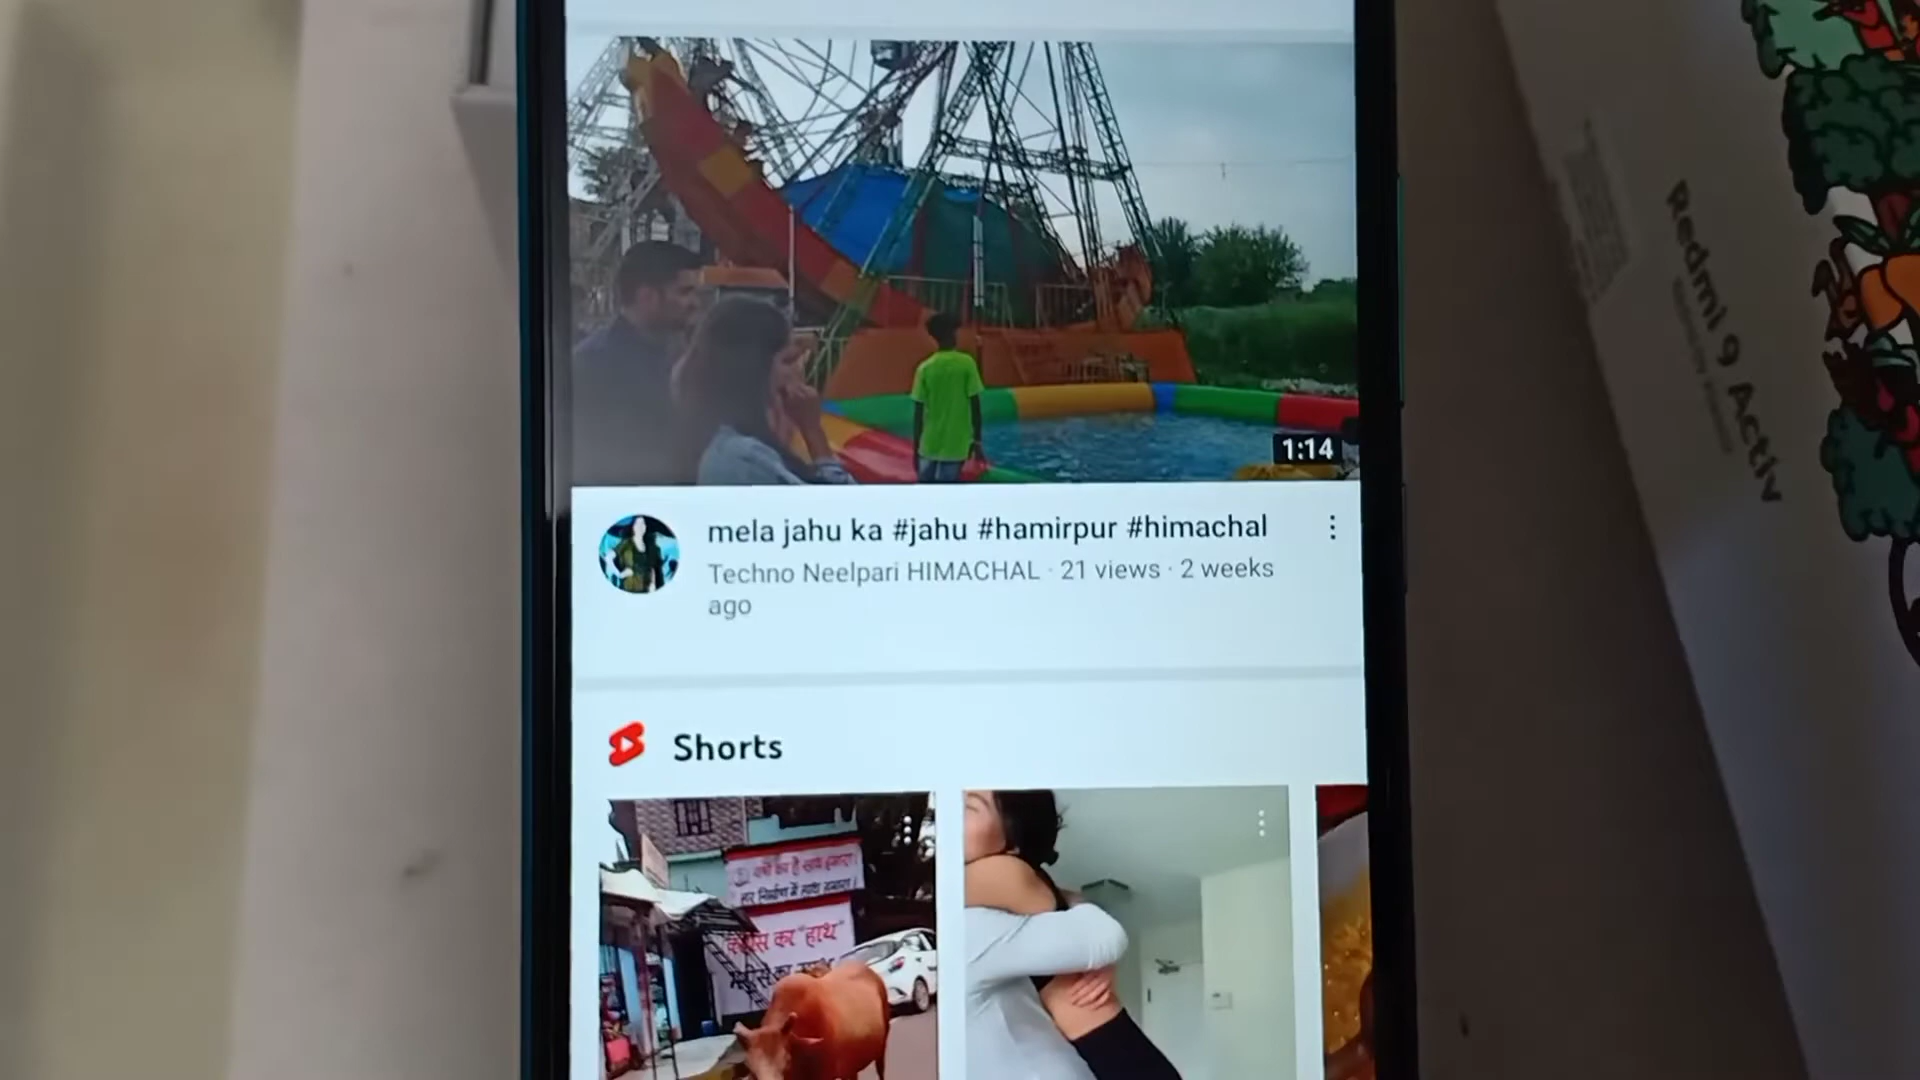 1:14
mela jahu ka #jahu #hamirpur #himachal
Techno Neelpari HIMACHAL · 21 views · 2 weeks
ago
Shorts
का "हाथ"
Redmi 9 Activ